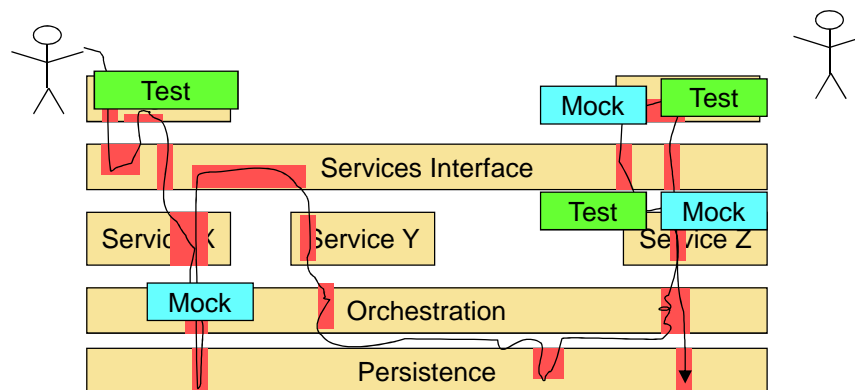 Test
Mock
Test
Services Interface
Test
Mock
Service X
Service Y
Service Z
Mock
Orchestration
Persistence